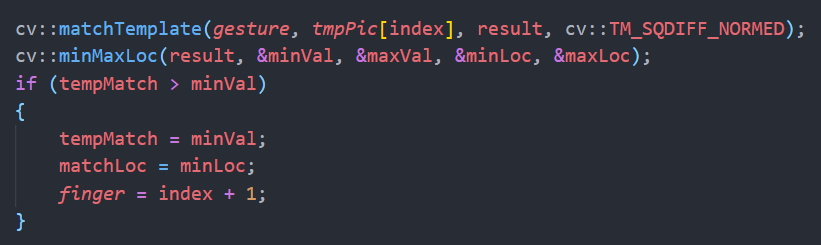 cv::matchTemplate(gesture, tmpPic[index], result, cv::TM_SQDIFF_NORMED);
cv::minMaxLoc(result, &minVal, &maxVal, &minLoc, &maxLoc);
if (tempMatch > minVal)
{
    tempMatch = minVal;
    matchLoc = minLoc;
    finger = index + 1;
}